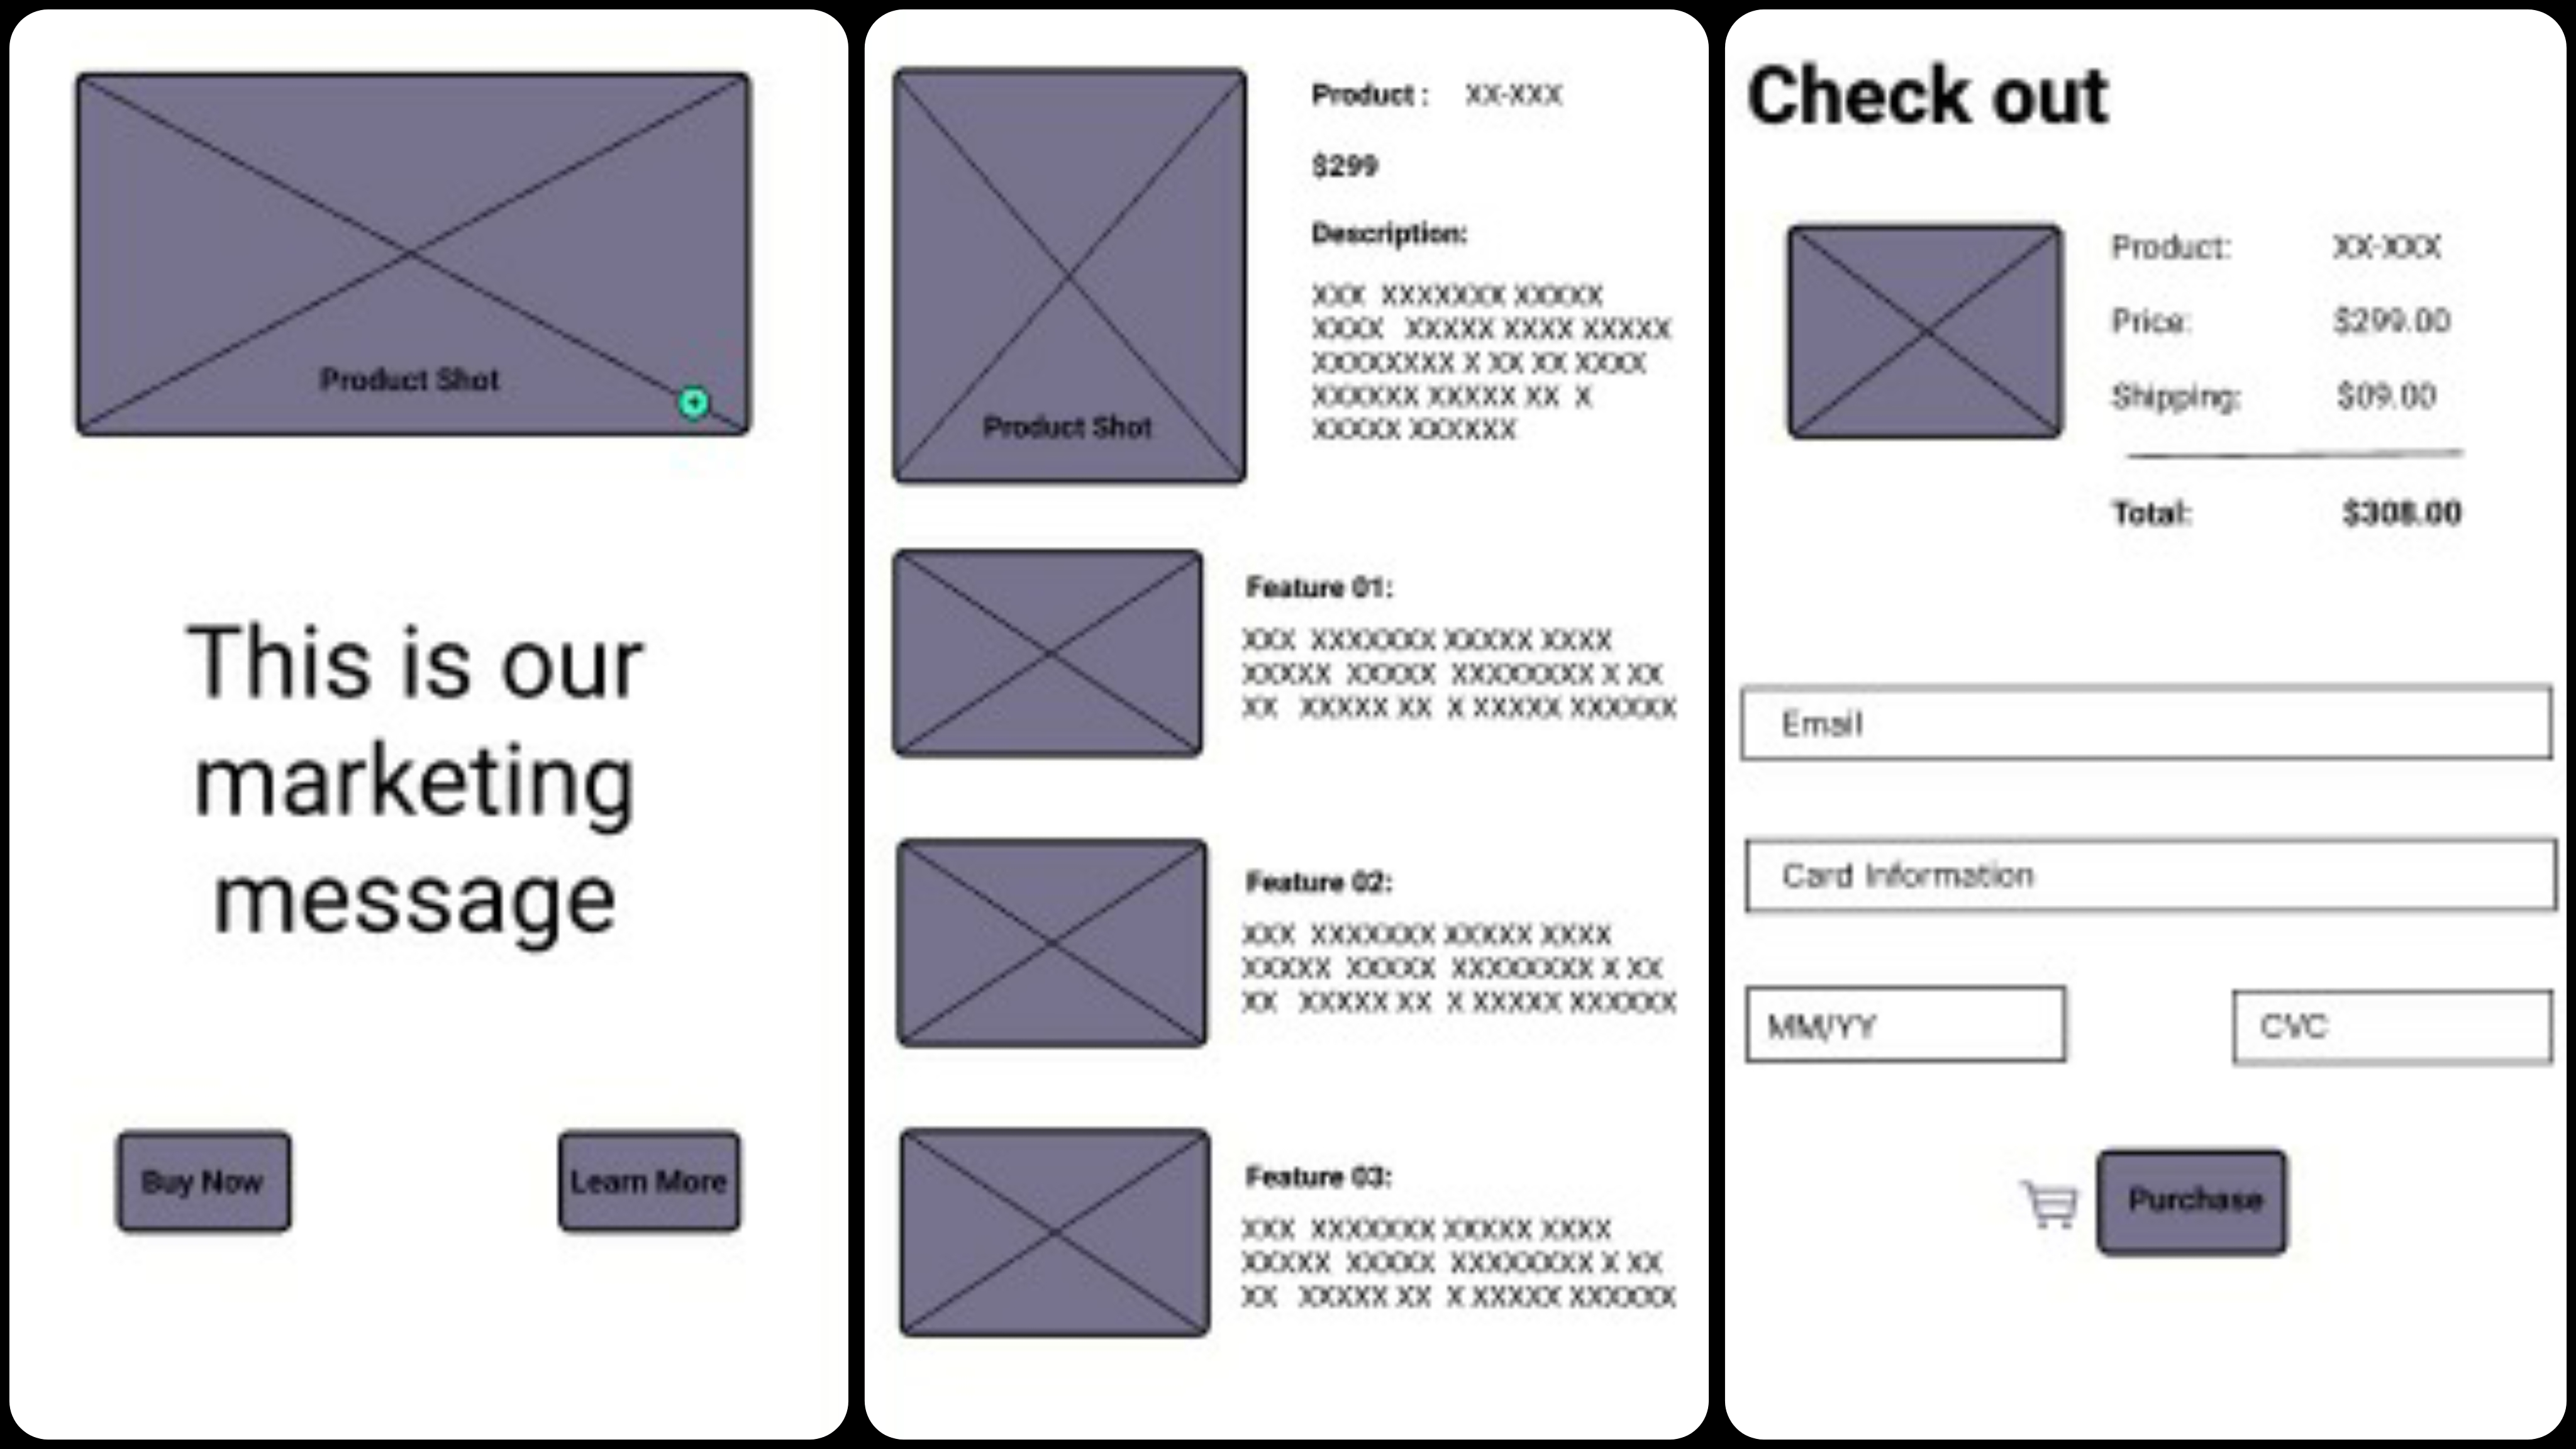 Product Shot
This is our
marketing
message
Buy Now
Learn More
Product Shot
Product : XX-XXX
$299
Description:
XXX XXXXXXX XXXXX
XXXX XXXXX XXXX XXXXX
XXXXXXXX X XX XX XXXX
XXXXXX XXXXX XX X
XXXXX XXXXXX
Feature 01:
XXX XXXXXXX XXXXX XXXX
XXXXX XXXXX XXXXXXXX X XX
XX XXXXX XX X XXXXX XXXXXX
Feature 02:
XXX XXXXXXX XXXXX XXXX
XXXXX XXXXX XXXXXXXX X XX
XX XXXXX XX X XXXXX XXXXXX
Feature 03:
XXX XXXXXXX XXXXX XXXX
XXXXX XXXXX XXXXXXXX X XX
XX XXXXX XX X XXXXX XXXXXX
Check out
Product: XX-XXX
Price: $299.00
Shipping: $09.00
Total: $308.00
Email
Card Information
MM/YY
CVC
Purchase